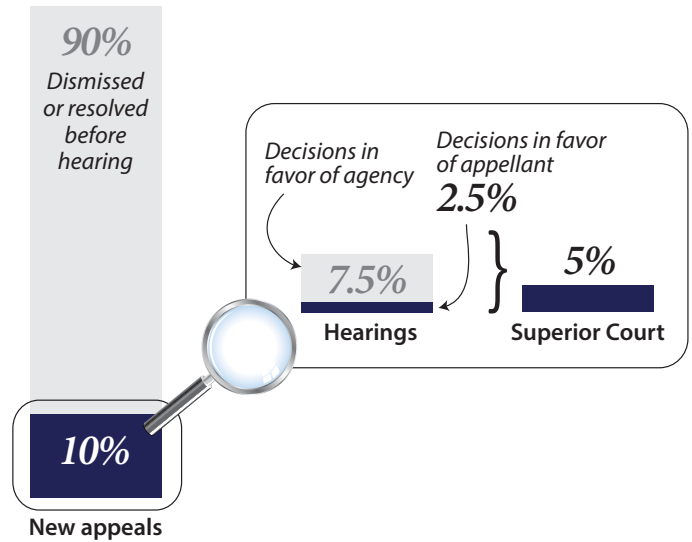 90%
Dismissed
or resolved
before
hearing
10%
New appeals
Decisions in
favor of agency
Decisions in favor
of appellant
2.5%
7.5%
Hearings
}
5%
Superior Court